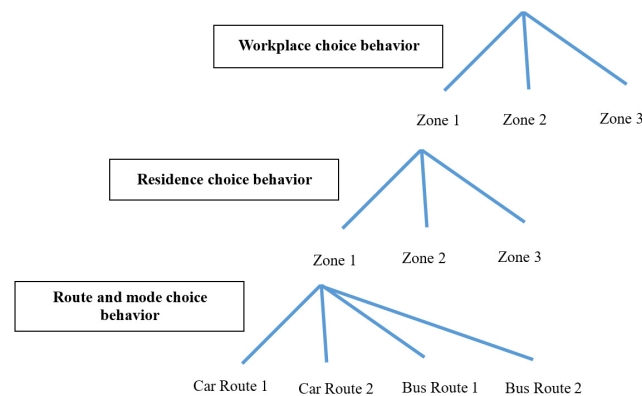 Workplace choice behavior
Zone 1
Zone 2
Zone 3
Residence choice behavior
Zone 1
Zone 2
Zone 3
Route and mode choice
behavior
Car Route 1
Car Route 2
Bus Route 1
Bus Route 2